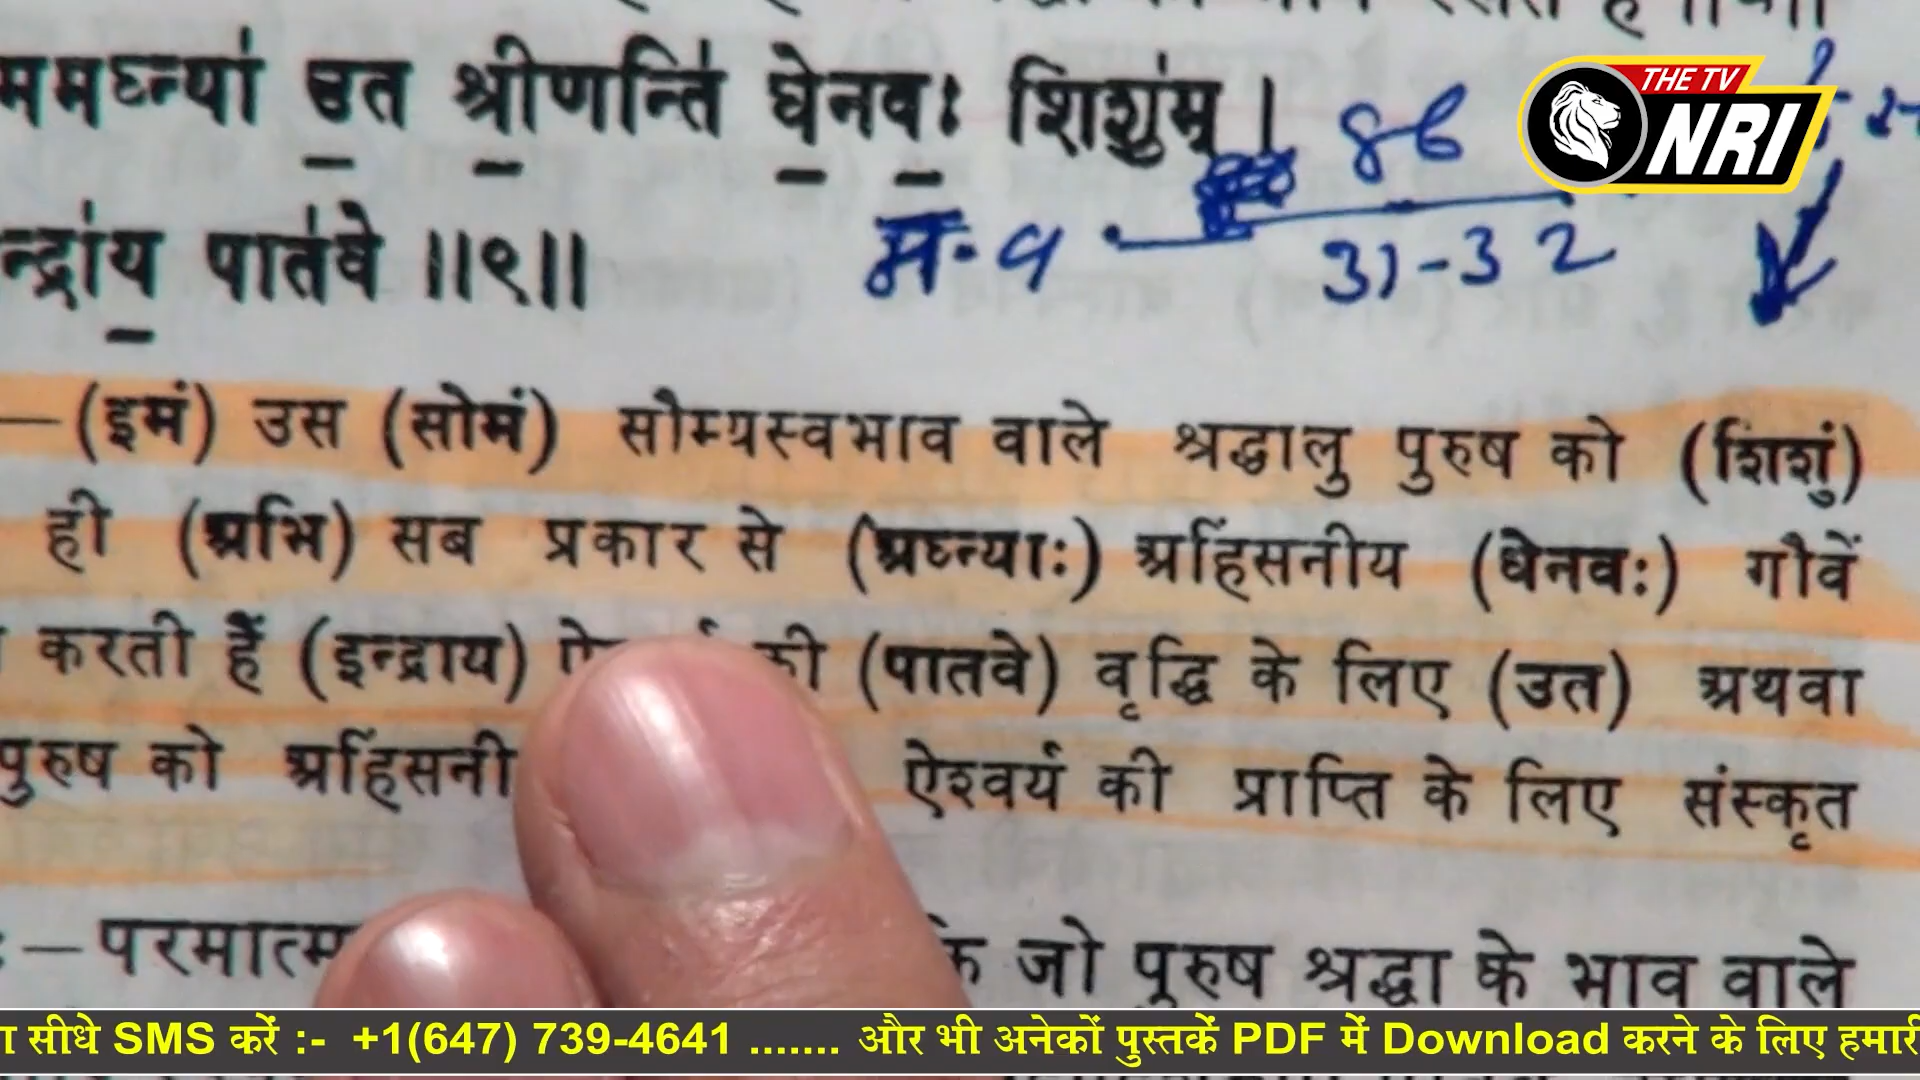 THE TV
NRI
ममघ्न्या॑ उ॒त श्री॒णन्ति॑ धे॒नवः॒ शिशु॑म् ।
86
म॰ 9
31-32
न्द्रा॑य॒ पात॑वे ॥९॥
—(इमं) उस (सोमं) सौम्यस्वभाव वाले श्रद्धालु पुरुष को (शिशुं)
ही (अभि) सब प्रकार से (अघ्न्याः) अहिंसनीय (धेनवः) गौवें
करती हैं (इन्द्राय) की (पातवे) वृद्धि के लिए (उत) अथवा
पुरुष को अहिंसनी ऐश्वर्य की प्राप्ति के लिए संस्कृत
:—परमात्म कि जो पुरुष श्रद्धा के भाव वाले
सीधे SMS करें :- +1(647) 739-4641 ....... और भी अनेकों पुस्तकें PDF में Download करने के लिए हमारी